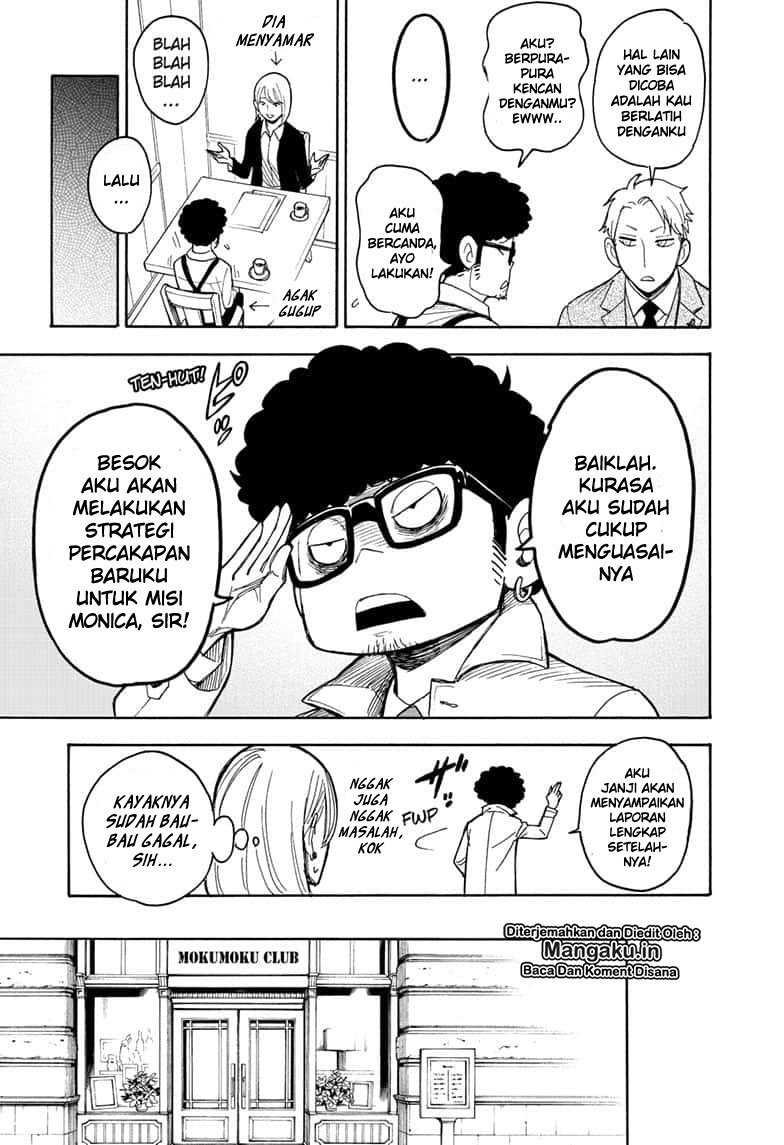 HAL LAIN
YANG BISA
DICOBA
ADALAH KAU
BERLATIH
DENGANKU
AKU?
BERPURA-
PURA
KENCAN
DENGANMU?
EWWW..
...
AKU
CUMA
BERCANDA,
AYO
LAKUKAN!
DIA
MENYAMAR
BLAH
BLAH
BLAH
...
LALU
...
AGAK
GUGUP
BAIKLAH.
KURASA
AKU SUDAH
CUKUP
MENGUASAI-
NYA
TEN-HUT!
ピッ
BESOK
AKU AKAN
MELAKUKAN
STRATEGI
PERCAKAPAN
BARUKU
UNTUK MISI
MONICA, SIR!
AKU
JANJI AKAN
MENYAMPAIKAN
LAPORAN
LENGKAP
SETELAH-
NYA!
FWP
NGGAK
JUGA
NGGAK
MASALAH,
KOK
KAYAKNYA
SUDAH BAU-
BAU GAGAL,
SIH...
Diterjemahkan dan Diedit Oleh:
Mangaku.in
Baca Dan Koment Disana
MOKUMOKU CLUB